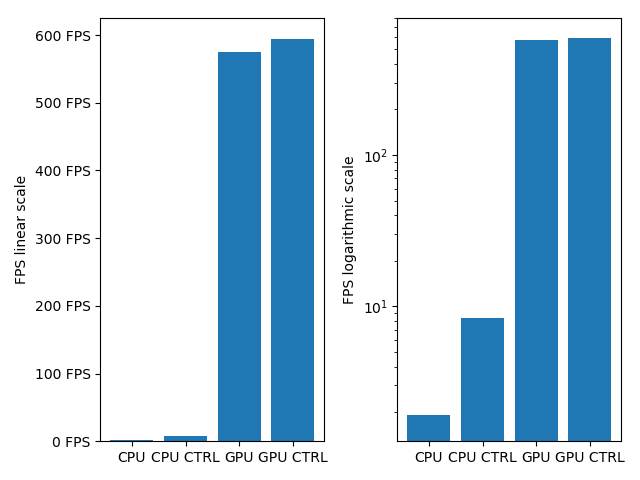 FPS linear scale
600 FPS
500 FPS
400 FPS
300 FPS
200 FPS
100 FPS
0 FPS
CPU CPU CTRL GPU GPU CTRL
FPS logarithmic scale
10²
10¹
CPU CPU CTRL GPU GPU CTRL